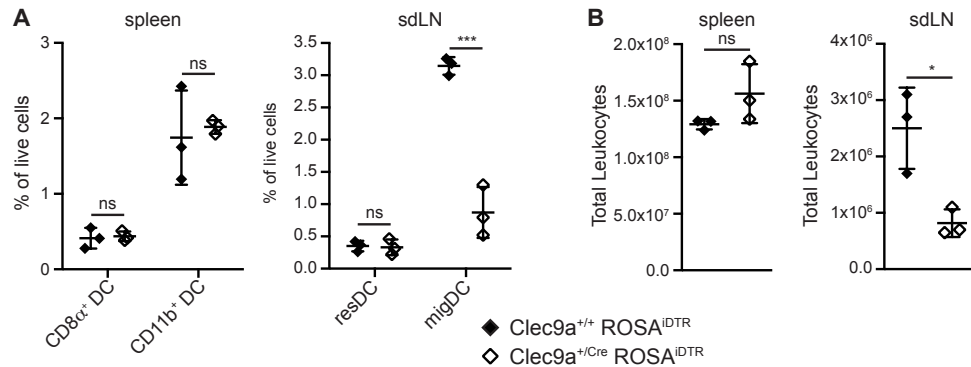 A
spleen
% of live cells
3
2
1
0
ns
ns
CD8α⁺ DC
CD11b⁺ DC
sdLN
% of live cells
3.5
3.0
2.5
2.0
1.5
1.0
0.5
0.0
ns
***
resDC
migDC
B
spleen
Total Leukocytes
2.0x10⁸
1.5x10⁸
1.0x10⁸
5.0x10⁷
0.0
ns
sdLN
Total Leukocytes
4x10⁶
3x10⁶
2x10⁶
1x10⁶
0.0
*
Clec9a⁺/⁺ ROSAⁱᴰᵀᴿ
Clec9a⁺/ᶜʳᵉ ROSAⁱᴰᵀᴿ